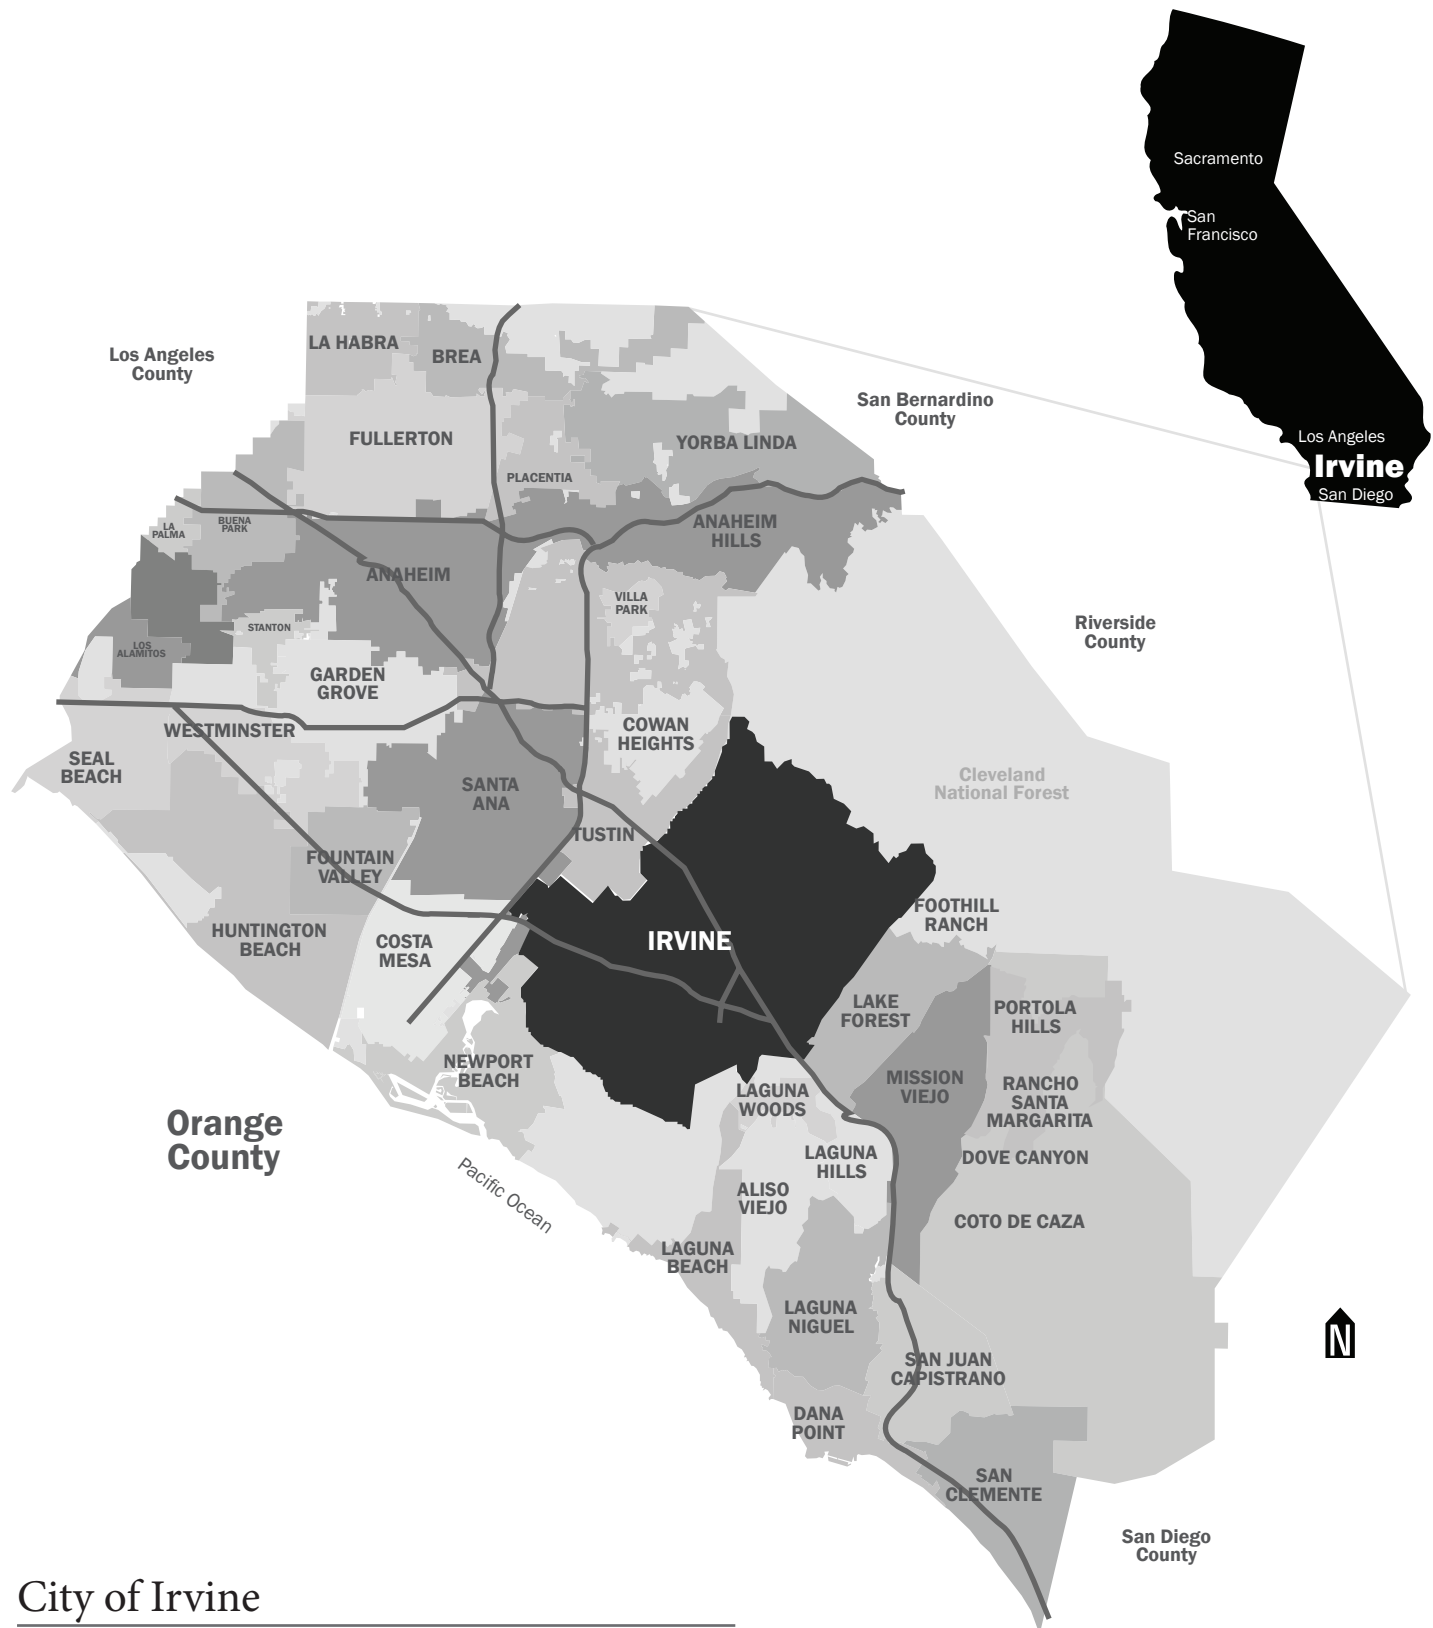 Sacramento
San
Francisco
Los Angeles
Irvine
San Diego
Los Angeles
County
LA HABRA
BREA
San Bernardino
County
FULLERTON
YORBA LINDA
PLACENTIA
LA
PALMA
BUENA
PARK
ANAHEIM
HILLS
ANAHEIM
VILLA
PARK
STANTON
Riverside
County
LOS
ALAMITOS
GARDEN
GROVE
WESTMINSTER
COWAN
HEIGHTS
SEAL
BEACH
SANTA
ANA
Cleveland
National Forest
TUSTIN
FOUNTAIN
VALLEY
FOOTHILL
RANCH
HUNTINGTON
BEACH
COSTA
MESA
IRVINE
LAKE
FOREST
PORTOLA
HILLS
NEWPORT
BEACH
MISSION
VIEJO
LAGUNA
WOODS
RANCHO
SANTA
MARGARITA
Orange
County
LAGUNA
HILLS
DOVE CANYON
Pacific Ocean
ALISO
VIEJO
COTO DE CAZA
LAGUNA
BEACH
LAGUNA
NIGUEL
N
SAN JUAN
CAPISTRANO
DANA
POINT
SAN
CLEMENTE
San Diego
County
City of Irvine